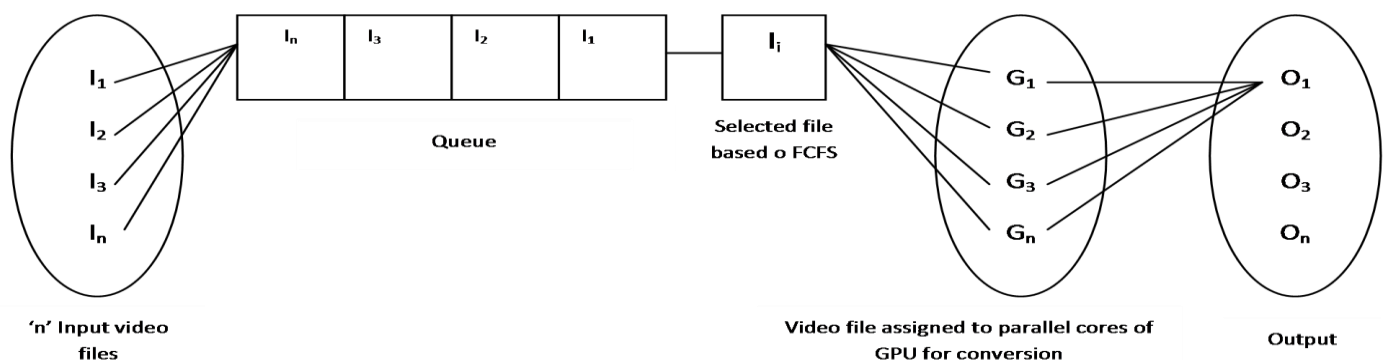 I₁
I₂
I₃
Iₙ
'n' Input video
files
Iₙ I₃ I₂ I₁
Queue
Iᵢ
Selected file
based o FCFS
G₁
G₂
G₃
Gₙ
Video file assigned to parallel cores of
GPU for conversion
O₁
O₂
O₃
Oₙ
Output